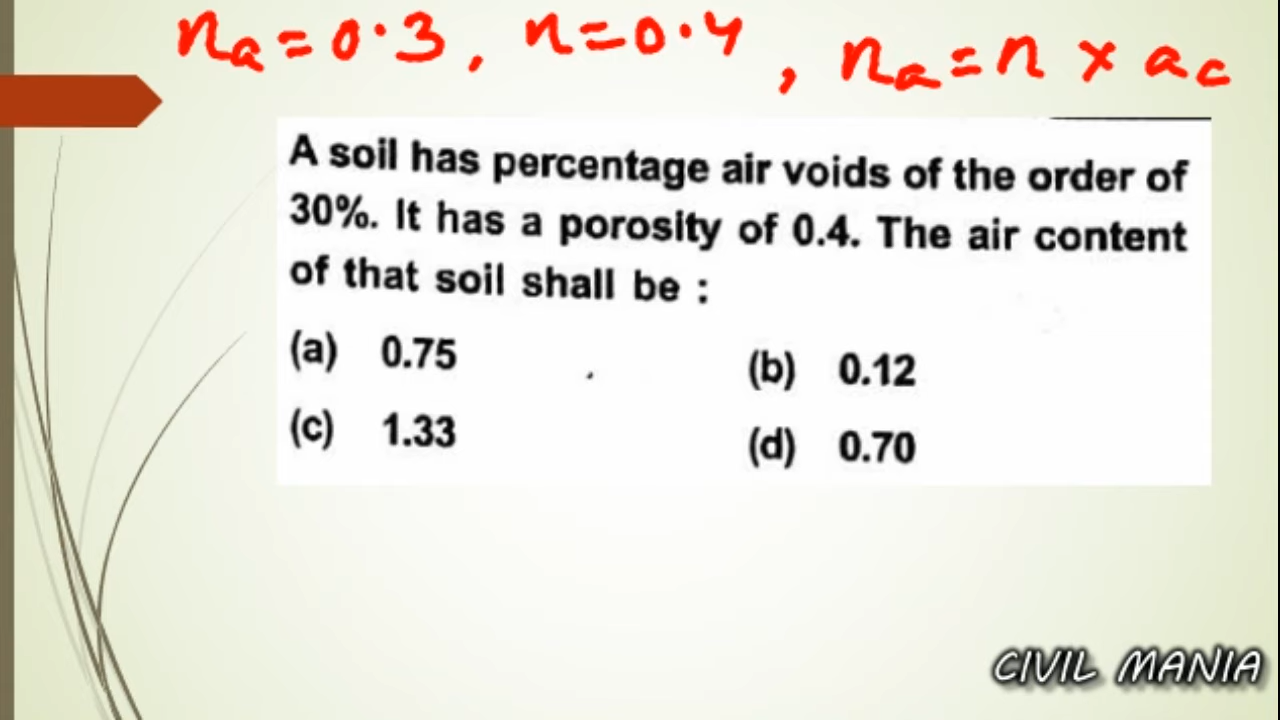 na = 0.3, n = 0.4, na = n × ac
A soil has percentage air voids of the order of
30%. It has a porosity of 0.4. The air content
of that soil shall be :
(a) 0.75 (b) 0.12
(c) 1.33 (d) 0.70
CIVIL MANIA